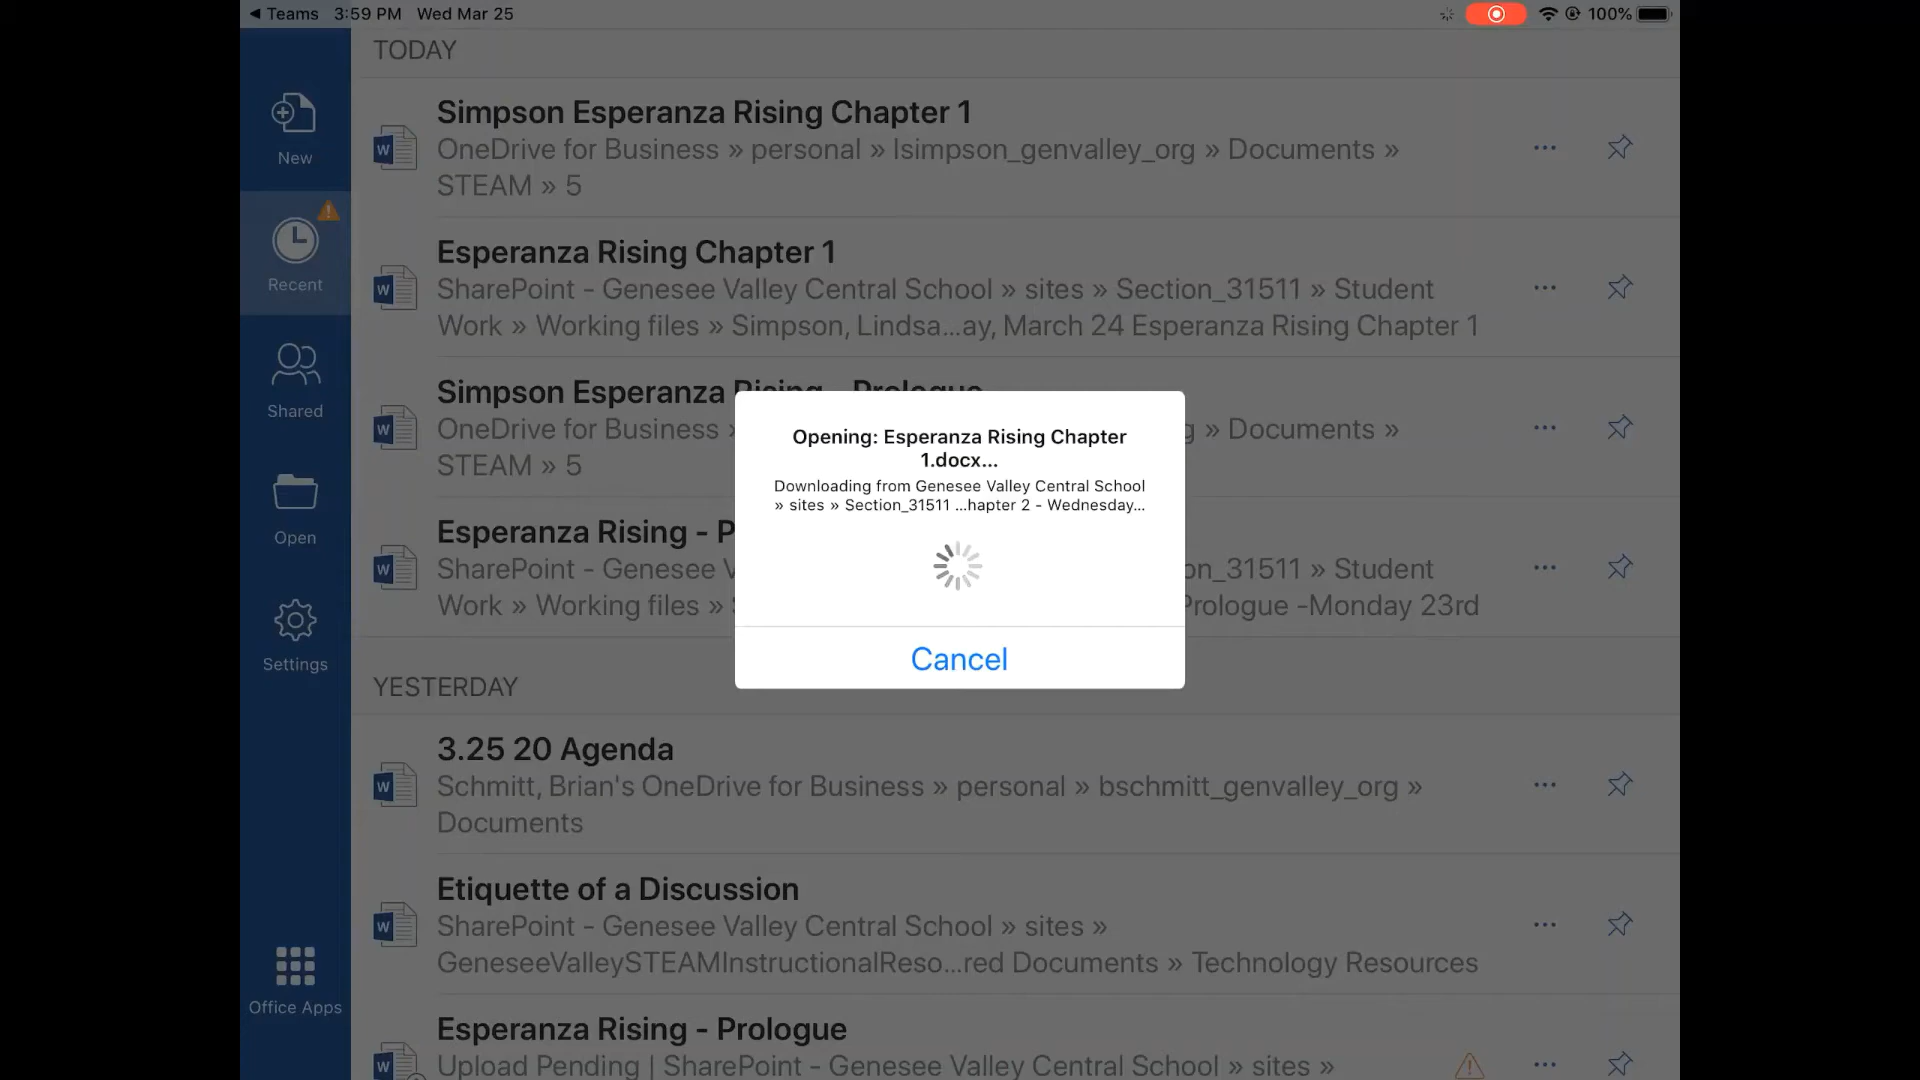 Teams 3:59 PM Wed Mar 25
100%
New
Recent
Shared
Open
Settings
Office Apps
TODAY
Simpson Esperanza Rising Chapter 1
OneDrive for Business » personal » lsimpson_genvalley_org » Documents »
STEAM » 5
Esperanza Rising Chapter 1
SharePoint - Genesee Valley Central School » sites » Section_31511 » Student
Work » Working files » Simpson, Lindsa...ay, March 24 Esperanza Rising Chapter 1
Simpson Esperanza Rising - Prologue
OneDrive for Business » Documents »
STEAM » 5
Esperanza Rising -
SharePoint - Genesee » Student
Work » Working files » Prologue -Monday 23rd
Opening: Esperanza Rising Chapter
1.docx...
Downloading from Genesee Valley Central School
» sites » Section_31511 ...hapter 2 - Wednesday...
Cancel
YESTERDAY
3.25 20 Agenda
Schmitt, Brian's OneDrive for Business » personal » bschmitt_genvalley_org »
Documents
Etiquette of a Discussion
SharePoint - Genesee Valley Central School » sites »
GeneseeValleySTEAMInstructionalReso...red Documents » Technology Resources
Esperanza Rising - Prologue
Upload Pending | SharePoint - Genesee Valley Central School » sites »